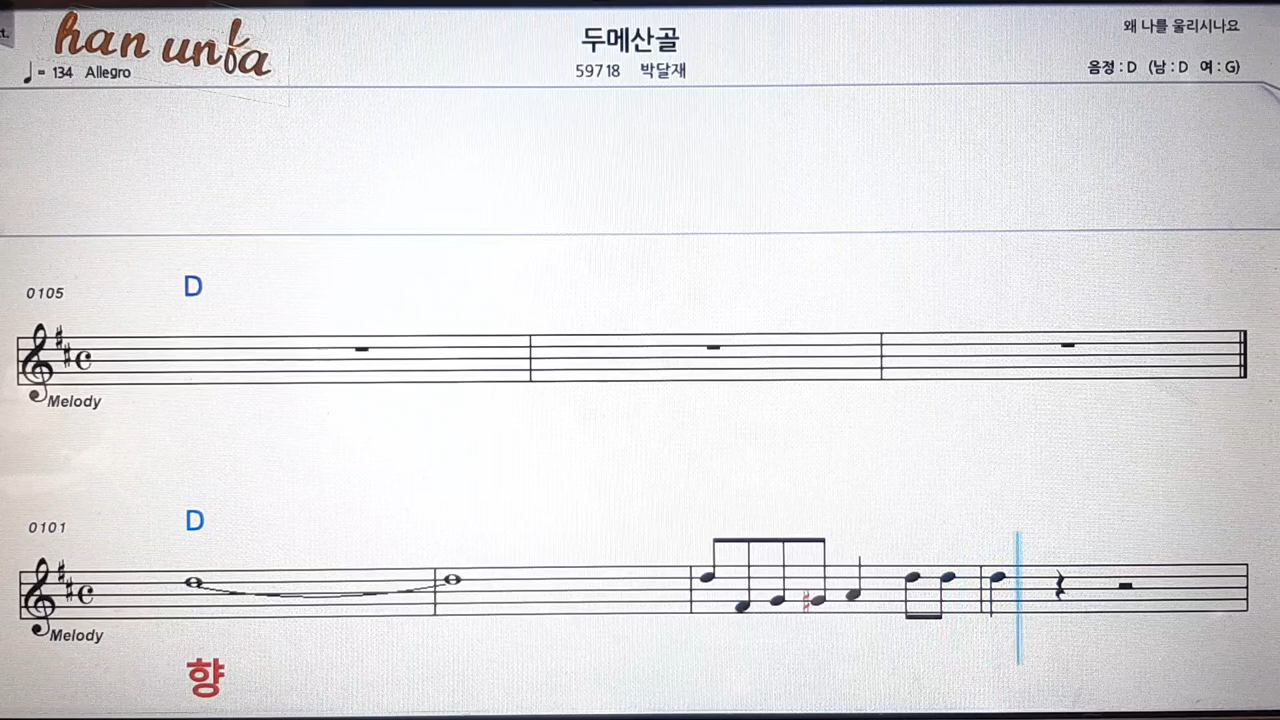 t.
han unta
두메산골
왜 나를 울리시나요
= 134 Allegro
59718 박달재
음정 : D (남 : D 여 : G)
0105
D
Melody
0101
D
Melody
향